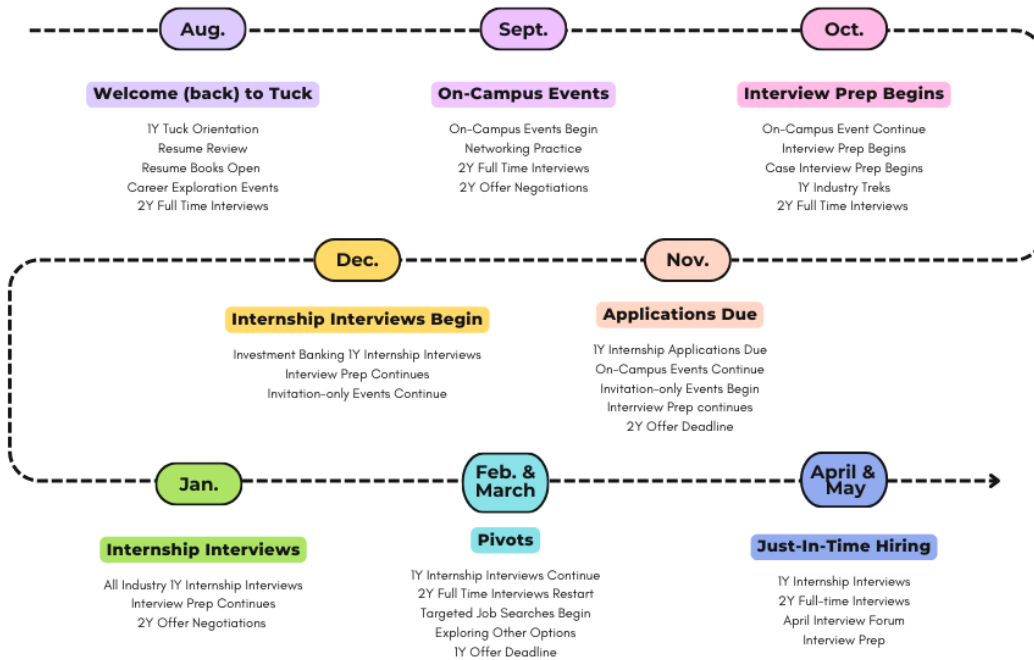 Aug.
Sept.
Oct.
Welcome (back) to Tuck
1Y Tuck Orientation
Resume Review
Resume Books Open
Career Exploration Events
2Y Full Time Interviews
On-Campus Events
On-Campus Events Begin
Networking Practice
2Y Full Time Interviews
2Y Offer Negotiations
Interview Prep Begins
On-Campus Event Continue
Interview Prep Begins
Case Interview Prep Begins
1Y Industry Treks
2Y Full Time Interviews
Nov.
Applications Due
1Y Internship Applications Due
On-Campus Events Continue
Invitation-only Events Begin
Interrview Prep continues
2Y Offer Deadline
Dec.
Internship Interviews Begin
Investment Banking 1Y Internship Interviews
Interview Prep Continues
Invitation-only Events Continue
Jan.
Internship Interviews
All Industry 1Y Internship Interviews
Interview Prep Continues
2Y Offer Negotiations
Feb. &
March
Pivots
1Y Internship Interviews Continue
2Y Full Time Interviews Restart
Targeted Job Searches Begin
Exploring Other Options
1Y Offer Deadline
April &
May
Just-In-Time Hiring
1Y Internship Interviews
2Y Full-time Interviews
April Interview Forum
Interview Prep